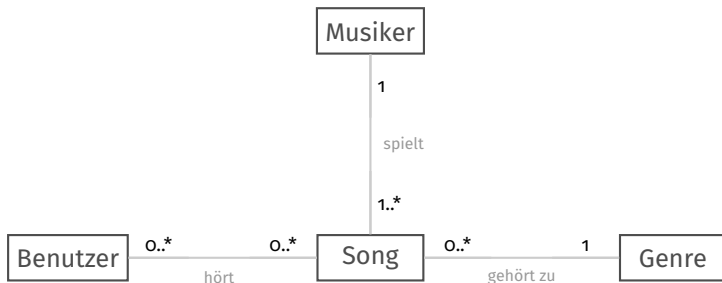 Musiker
1
spielt
1..*
Benutzer 0..* 0..* Song 0..* 1 Genre
hört gehört zu